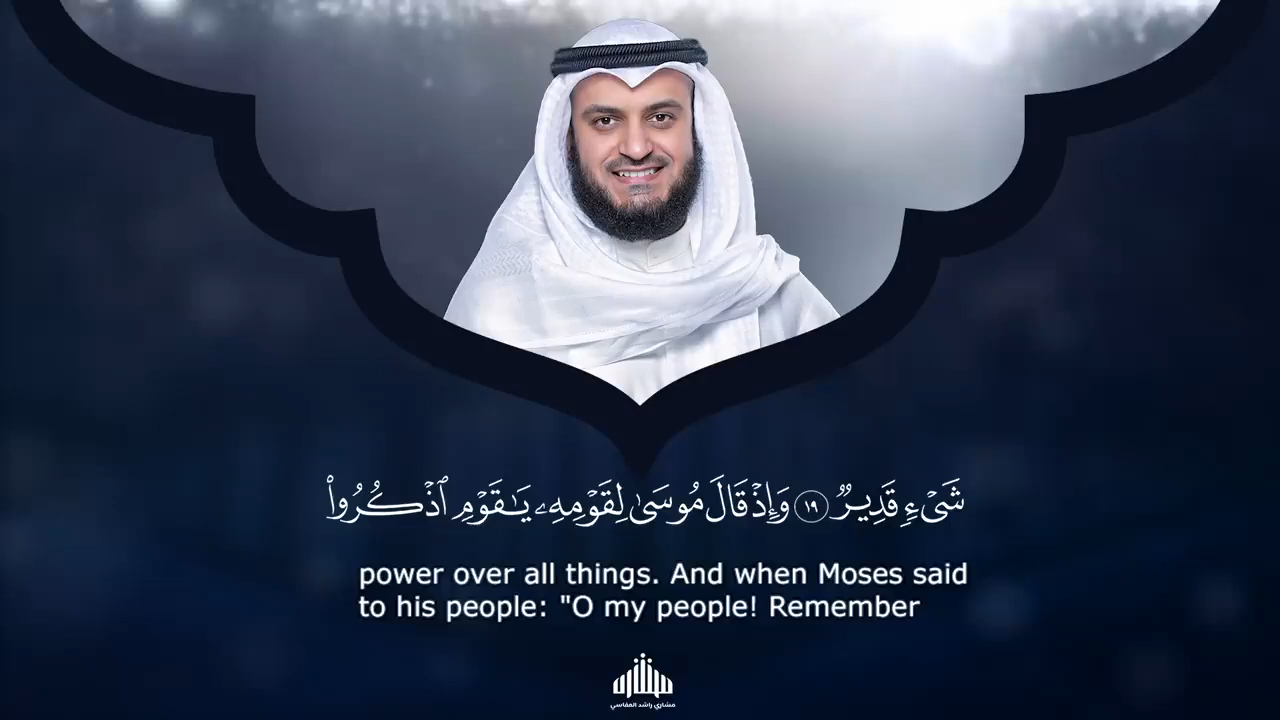 شَىْءٍ قَدِيرٌ ١٩ وَإِذْ قَالَ مُوسَىٰ لِقَوْمِهِۦ يَـٰقَوْمِ ٱذْكُرُوا۟
power over all things. And when Moses said
to his people: "O my people! Remember
مشاري راشد العفاسي